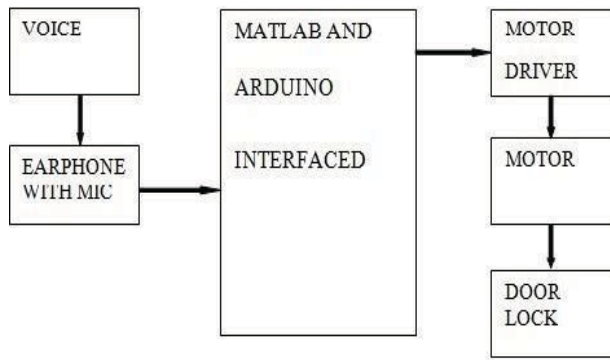 VOICE
EARPHONE
WITH MIC
MATLAB AND
ARDUINO
INTERFACED
MOTOR
DRIVER
MOTOR
DOOR
LOCK